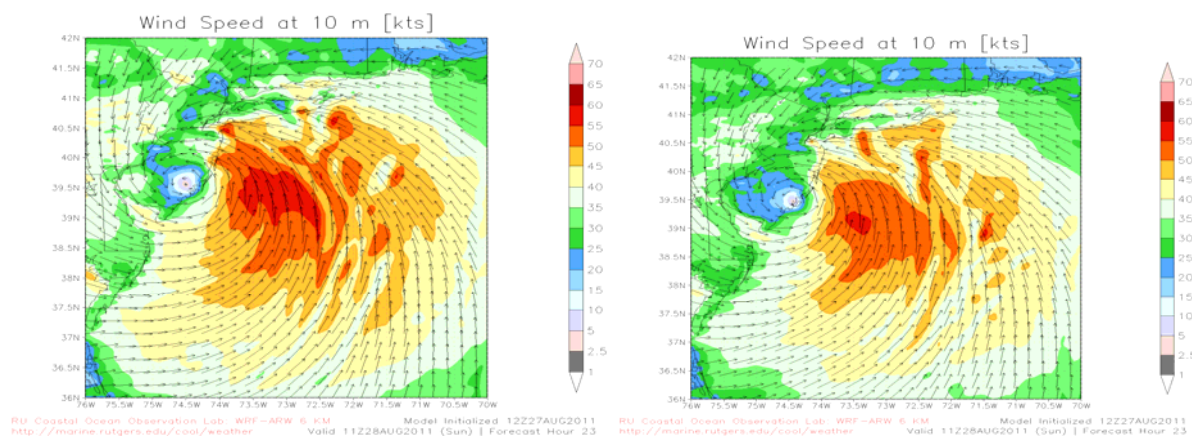 Wind Speed at 10 m [kts]
42N
41.5N
41N
40.5N
40N
39.5N
39N
38.5N
38N
37.5N
37N
36.5N
36N
76W 75.5W 75W 74.5W 74W 73.5W 73W 72.5W 72W 71.5W 71W 70.5W 70W
70
65
60
55
50
45
40
35
30
25
20
15
10
5
2.5
1
RU Coastal Ocean Observation Lab: WRF-ARW 6 KM Model Initialized 12Z27AUG2011
http://marine.rutgers.edu/cool/weather Valid 11Z28AUG2011 (Sun) | Forecast Hour 23
Wind Speed at 10 m [kts]
42N
41.5N
41N
40.5N
40N
39.5N
39N
38.5N
38N
37.5N
37N
36.5N
36N
76W 75.5W 75W 74.5W 74W 73.5W 73W 72.5W 72W 71.5W 71W 70.5W 70W
70
65
60
55
50
45
40
35
30
25
20
15
10
5
2.5
1
RU Coastal Ocean Observation Lab: WRF-ARW 6 KM Model Initialized 12Z27AUG2011
http://marine.rutgers.edu/cool/weather Valid 11Z28AUG2011 (Sun) | Forecast Hour 23